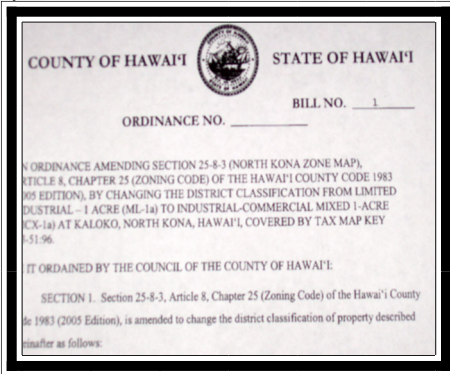 COUNTY OF HAWAI‘I STATE OF HAWAI‘I
BILL NO. 1
ORDINANCE NO.
ORDINANCE AMENDING SECTION 25-8-3 (NORTH KONA ZONE MAP),
RTICLE 8, CHAPTER 25 (ZONING CODE) OF THE HAWAI‘I COUNTY CODE 1983
005 EDITION), BY CHANGING THE DISTRICT CLASSIFICATION FROM LIMITED
DUSTRIAL – 1 ACRE (ML-1a) TO INDUSTRIAL-COMMERCIAL MIXED 1-ACRE
CX-1a) AT KALOKO, NORTH KONA, HAWAI‘I, COVERED BY TAX MAP KEY
-51:96.
IT ORDAINED BY THE COUNCIL OF THE COUNTY OF HAWAI‘I:
SECTION 1. Section 25-8-3, Article 8, Chapter 25 (Zoning Code) of the Hawai‘i County
de 1983 (2005 Edition), is amended to change the district classification of property described
einafter as follows: